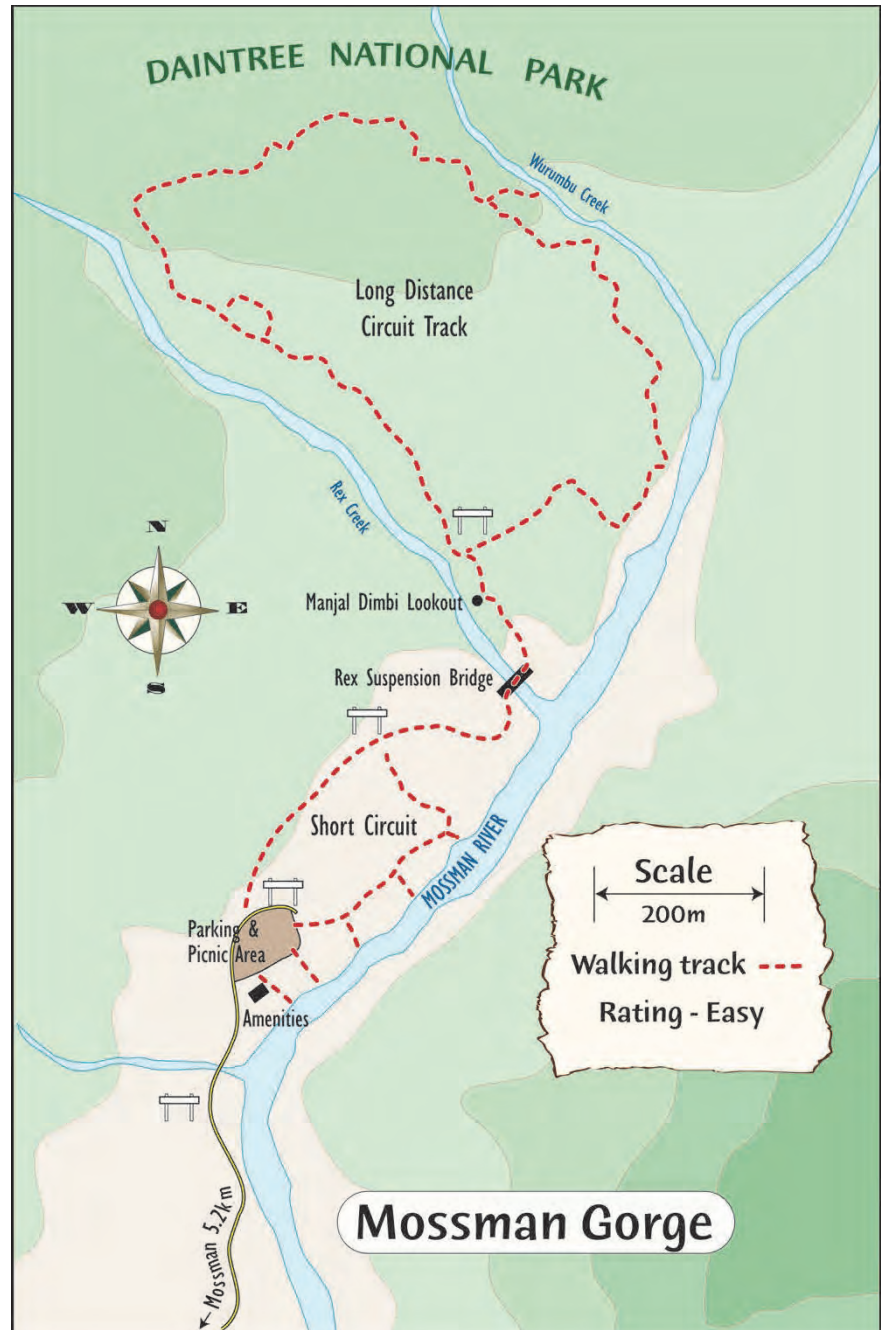 DAINTREE NATIONAL PARK
Wurumbu Creek
Long Distance
Circuit Track
Rex Creek
N
W
E
S
Manjal Dimbi Lookout
Rex Suspension Bridge
Short Circuit
MOSSMAN RIVER
Parking &
Picnic Area
Amenities
Scale
200m
Walking track
Rating - Easy
Mossman 5.2km
Mossman Gorge